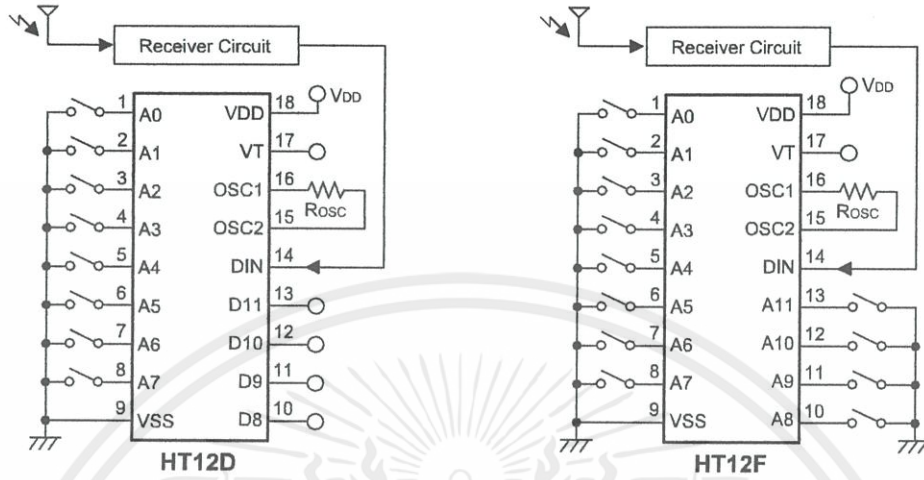 Receiver Circuit
1 A0 VDD 18 VDD
2 A1 VT 17
3 A2 OSC1 16
ROSC
4 A3 OSC2 15
5 A4 DIN 14
6 A5 D11 13
7 A6 D10 12
8 A7 D9 11
9 VSS D8 10
HT12D
Receiver Circuit
1 A0 VDD 18 VDD
2 A1 VT 17
3 A2 OSC1 16
ROSC
4 A3 OSC2 15
5 A4 DIN 14
6 A5 A11 13
7 A6 A10 12
8 A7 A9 11
9 VSS A8 10
HT12F